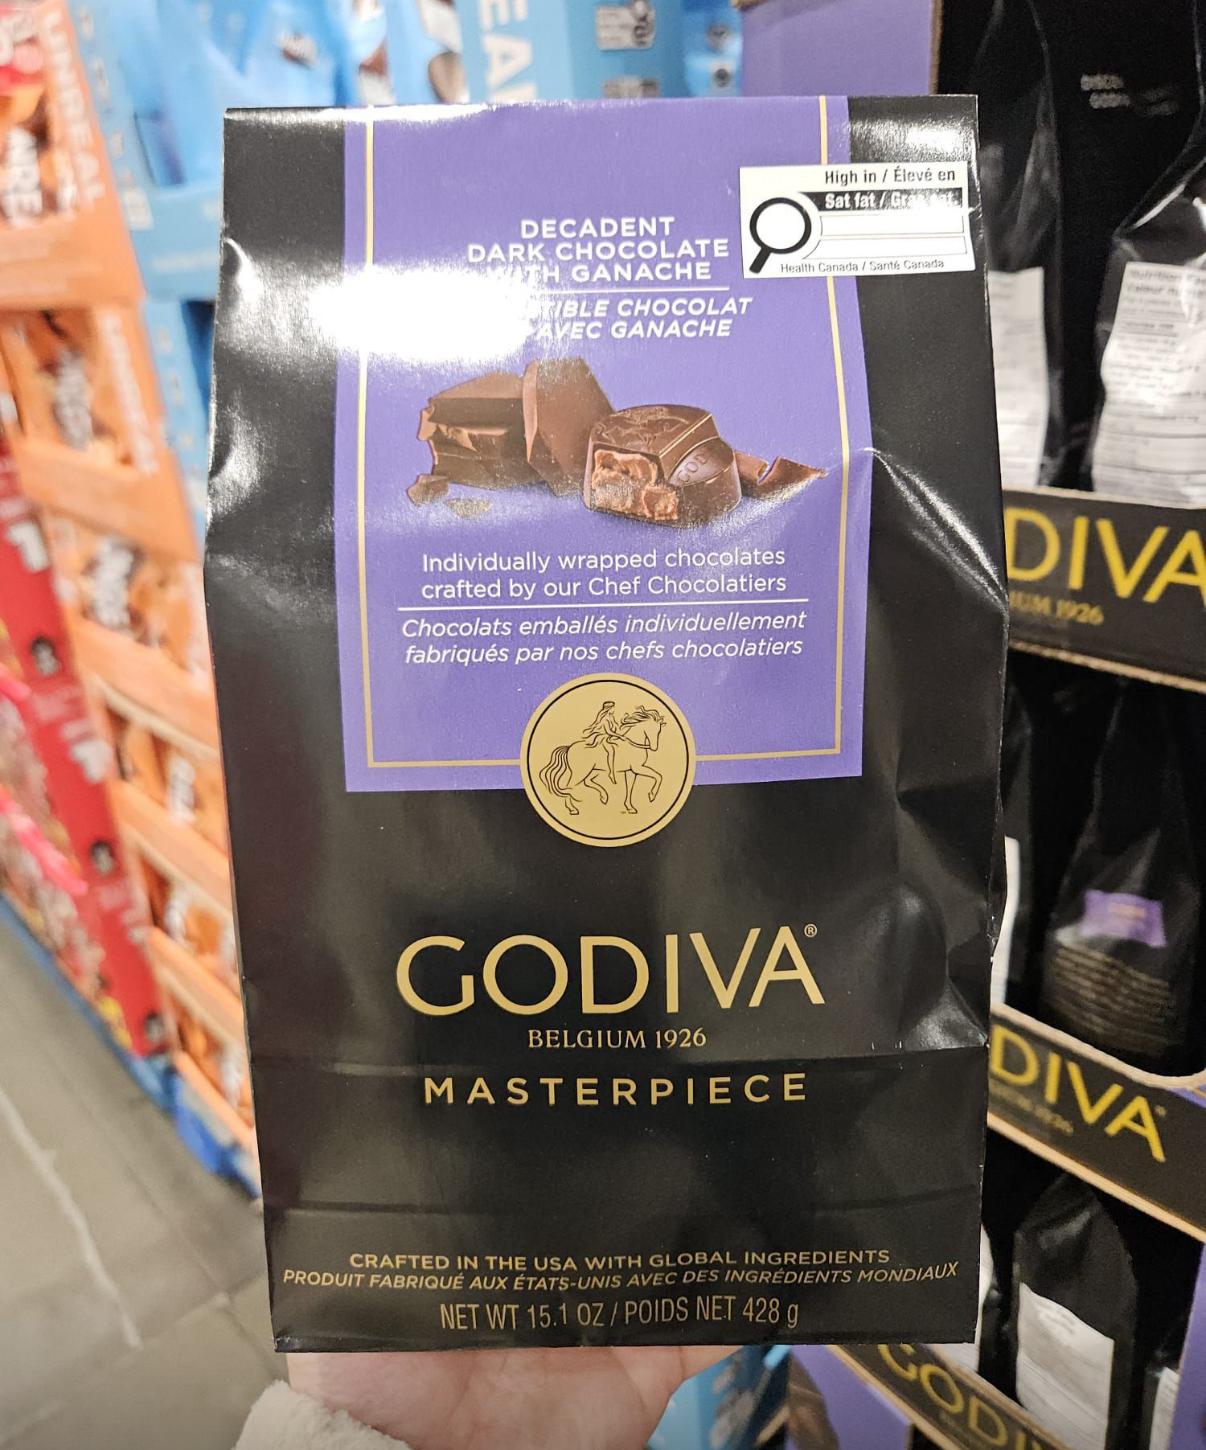 High in / Élevé en
Sat fat /
Health Canada / Santé Canada
DECADENT
DARK CHOCOLATE
GANACHE
CHOCOLAT
AVEC GANACHE
Individually wrapped chocolates
crafted by our Chef Chocolatiers
Chocolats emballés individuellement
fabriqués par nos chefs chocolatiers
GODIVA®
BELGIUM 1926
MASTERPIECE
CRAFTED IN THE USA WITH GLOBAL INGREDIENTS
PRODUIT FABRIQUÉ AUX ÉTATS-UNIS AVEC DES INGRÉDIENTS MONDIAUX
NET WT 15.1 OZ / POIDS NET 428 g
UNREAL
DIVA
1926
DIVA
GODI